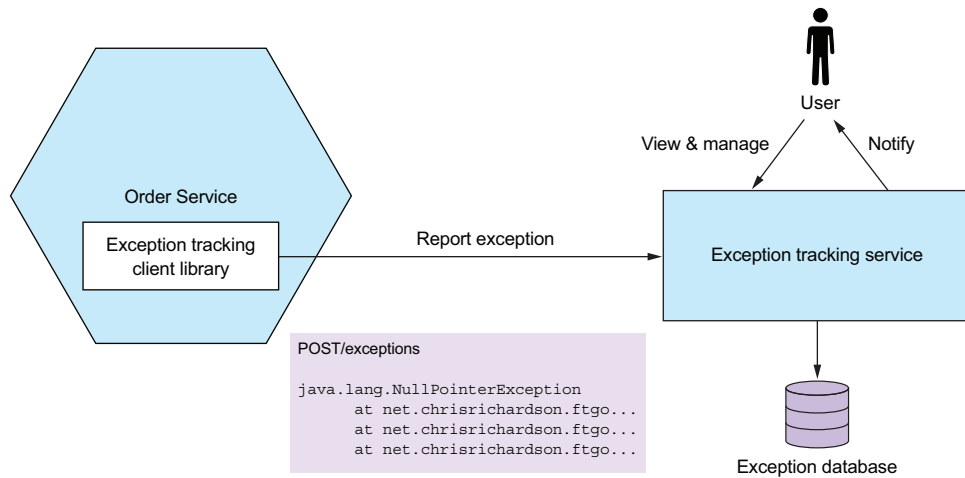 User
View & manage
Notify
Order Service
Exception tracking
client library
Report exception
Exception tracking service
POST/exceptions
java.lang.NullPointerException
at net.chrisrichardson.ftgo...
at net.chrisrichardson.ftgo...
at net.chrisrichardson.ftgo...
Exception database